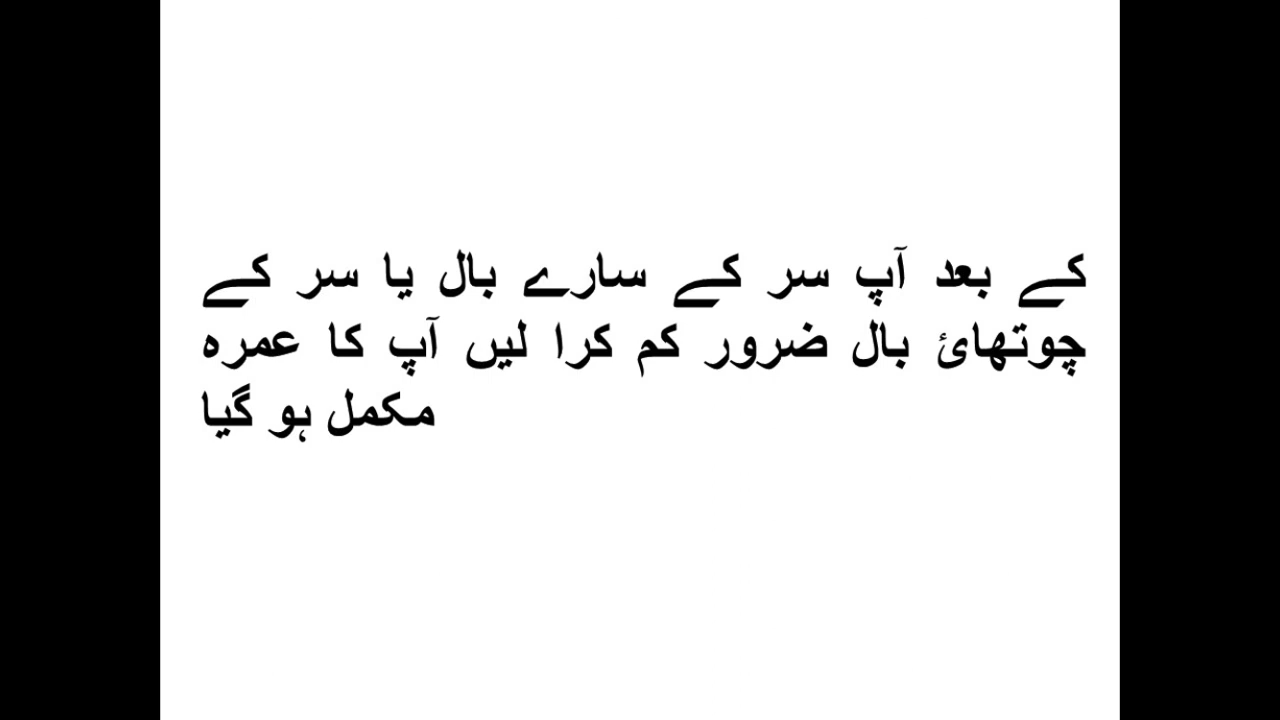 کے بعد آپ سر کے سارے بال یا سر کے
چوتھائ بال ضرور کم کرا لیں آپ کا عمرہ
مکمل ہو گیا